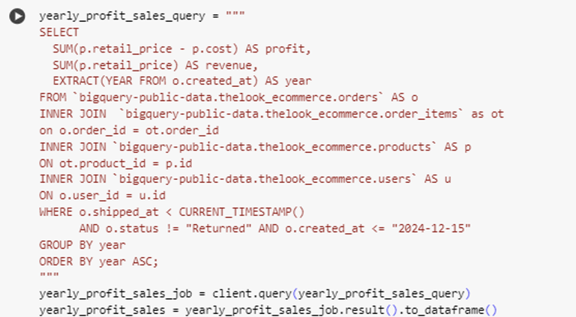 yearly_profit_sales_query = """
SELECT
  SUM(p.retail_price - p.cost) AS profit,
  SUM(p.retail_price) AS revenue,
  EXTRACT(YEAR FROM o.created_at) AS year
FROM `bigquery-public-data.thelook_ecommerce.orders` AS o
INNER JOIN  `bigquery-public-data.thelook_ecommerce.order_items` as ot
on o.order_id = ot.order_id
INNER JOIN `bigquery-public-data.thelook_ecommerce.products` AS p
ON ot.product_id = p.id
INNER JOIN `bigquery-public-data.thelook_ecommerce.users` AS u
ON o.user_id = u.id
WHERE o.shipped_at < CURRENT_TIMESTAMP()
      AND o.status != "Returned" AND o.created_at <= "2024-12-15"
GROUP BY year
ORDER BY year ASC;
"""
yearly_profit_sales_job = client.query(yearly_profit_sales_query)
yearly_profit_sales = yearly_profit_sales_job.result().to_dataframe()